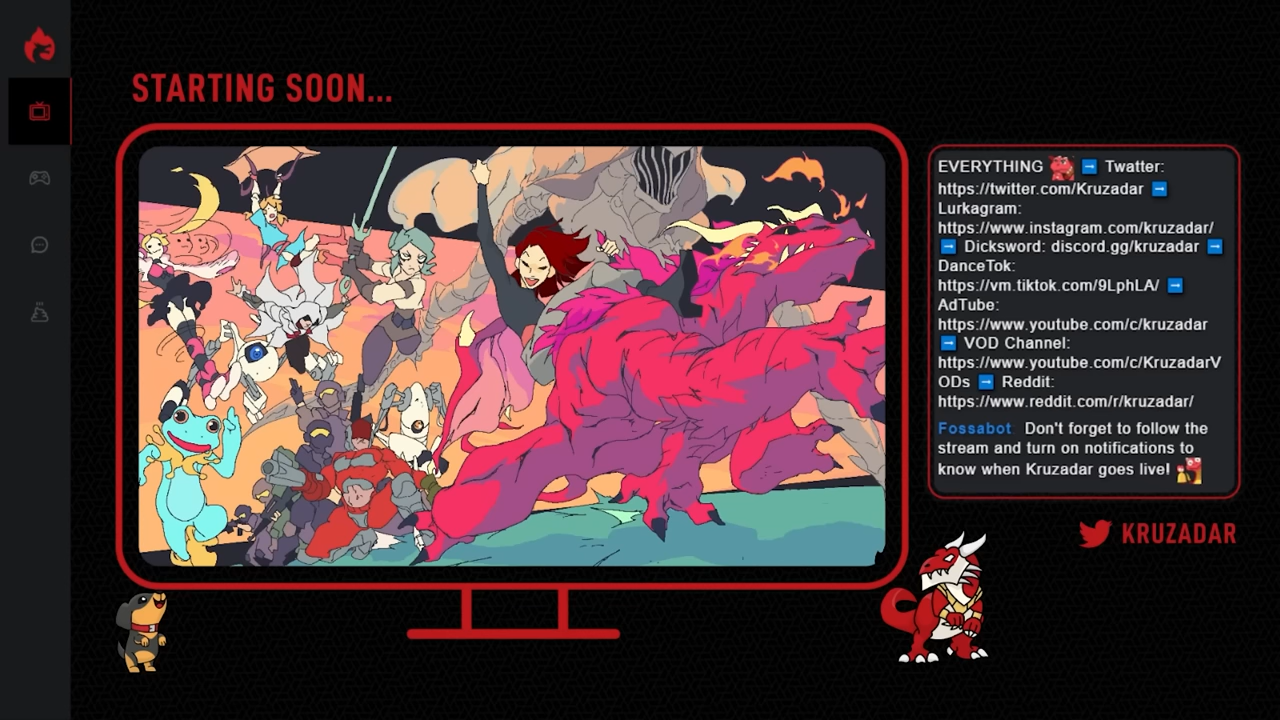 STARTING SOON...
EVERYTHING Twatter:
https://twitter.com/Kruzadar
Lurkagram:
https://www.instagram.com/kruzadar/
Dicksword: discord.gg/kruzadar
DanceTok:
https://vm.tiktok.com/9LphLA/
AdTube:
https://www.youtube.com/c/kruzadar
VOD Channel:
https://www.youtube.com/c/KruzadarV
ODs Reddit:
https://www.reddit.com/r/kruzadar/
Fossabot Don't forget to follow the
stream and turn on notifications to
know when Kruzadar goes live!
KRUZADAR